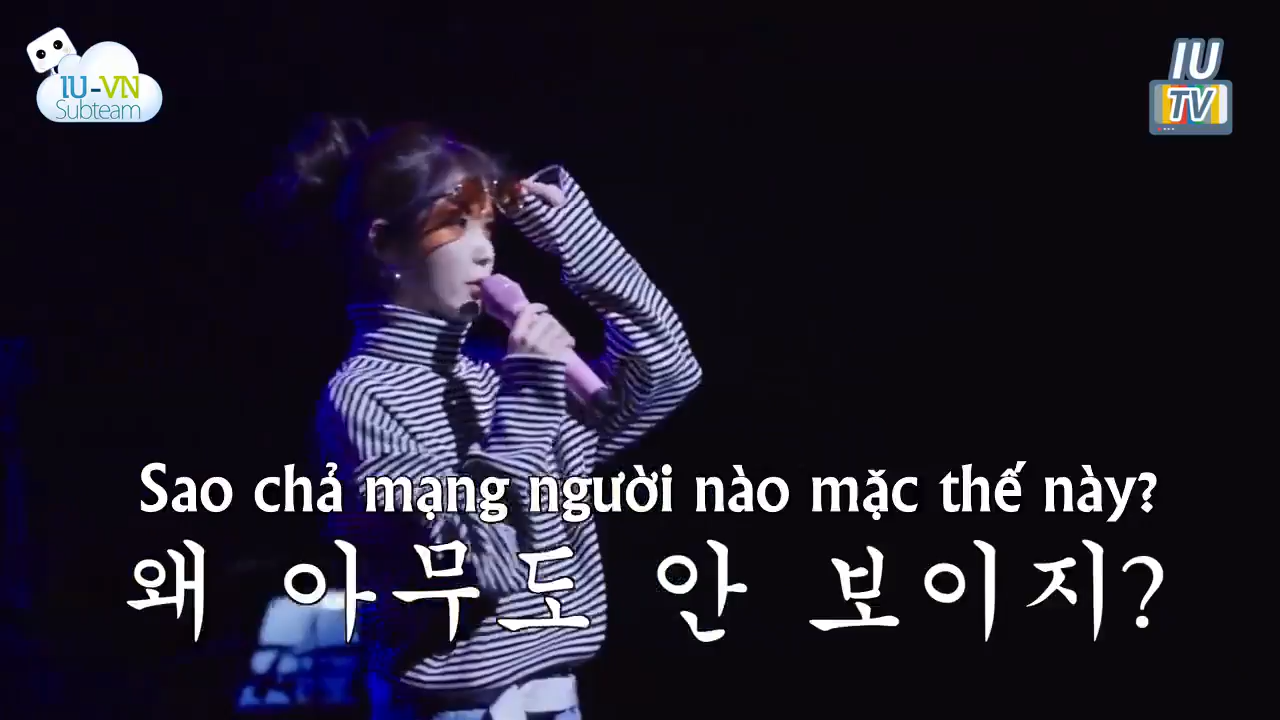 IU-VN
Subteam
IU
TV
Sao chả mạng người nào mặc thế này?
왜 아무도 안 보이지?